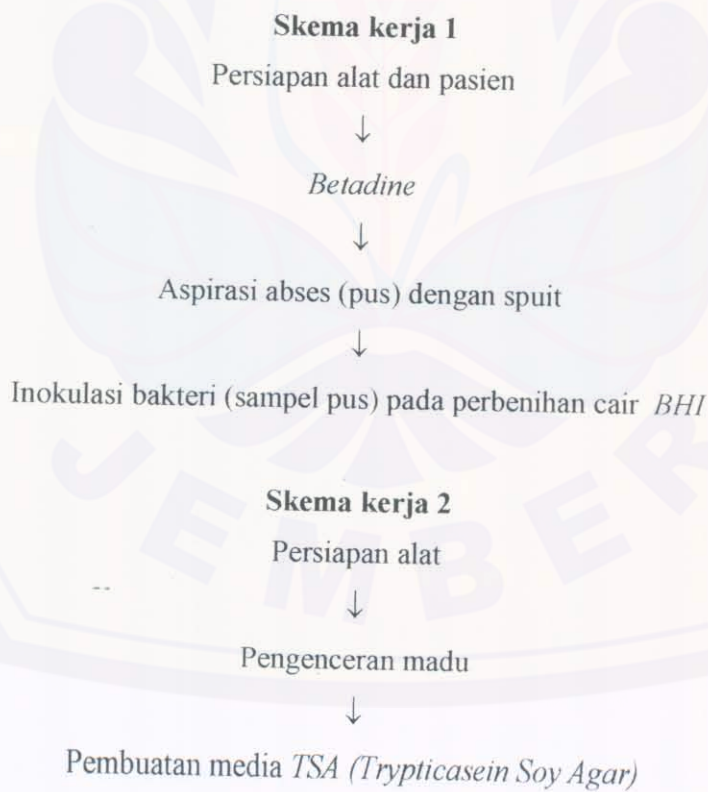 Skema kerja 1
Persiapan alat dan pasien
↓
Betadine
↓
Aspirasi abses (pus) dengan spuit
↓
Inokulasi bakteri (sampel pus) pada perbenihan cair BHI
Skema kerja 2
Persiapan alat
↓
Pengenceran madu
↓
Pembuatan media TSA (Trypticasein Soy Agar)
JEMBER